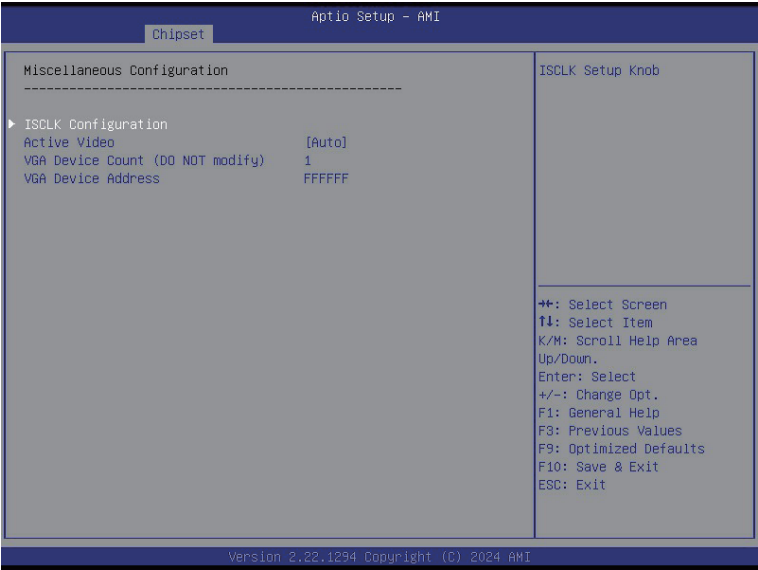 Aptio Setup – AMI
Chipset
Miscellaneous Configuration
--------------------------------------------------
ISCLK Configuration
Active Video [Auto]
VGA Device Count (DO NOT modify) 1
VGA Device Address FFFFFF
ISCLK Setup Knob
→←: Select Screen
↑↓: Select Item
K/M: Scroll Help Area
Up/Down.
Enter: Select
+/-: Change Opt.
F1: General Help
F3: Previous Values
F9: Optimized Defaults
F10: Save & Exit
ESC: Exit
Version 2.22.1294 Copyright (C) 2024 AMI